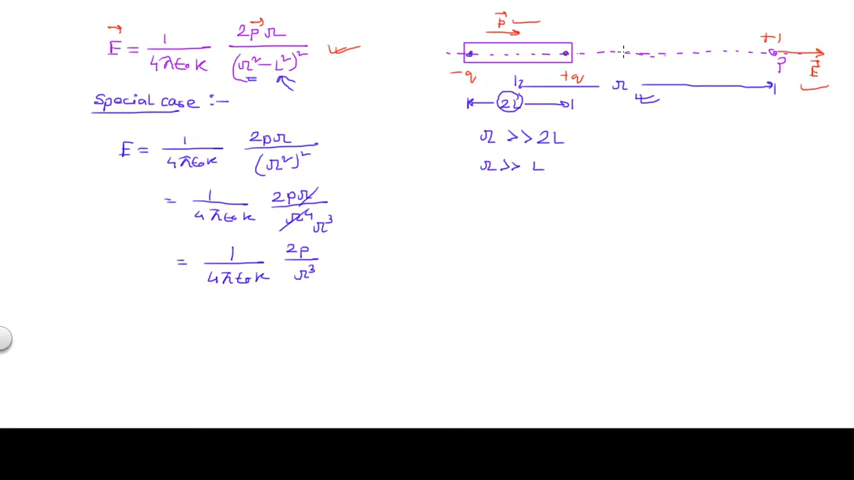 E⃗ = 1/(4πε₀K) 2p⃗r/(r² − L²)²
Special case :-
E = 1/(4πε₀K) 2pr/(r²)²
= 1/(4πε₀K) 2pr/r⁴ r³
= 1/(4πε₀K) 2p/r³
p⃗
+1
−q +q P E⃗
r
2L
r >> 2L
r >> L